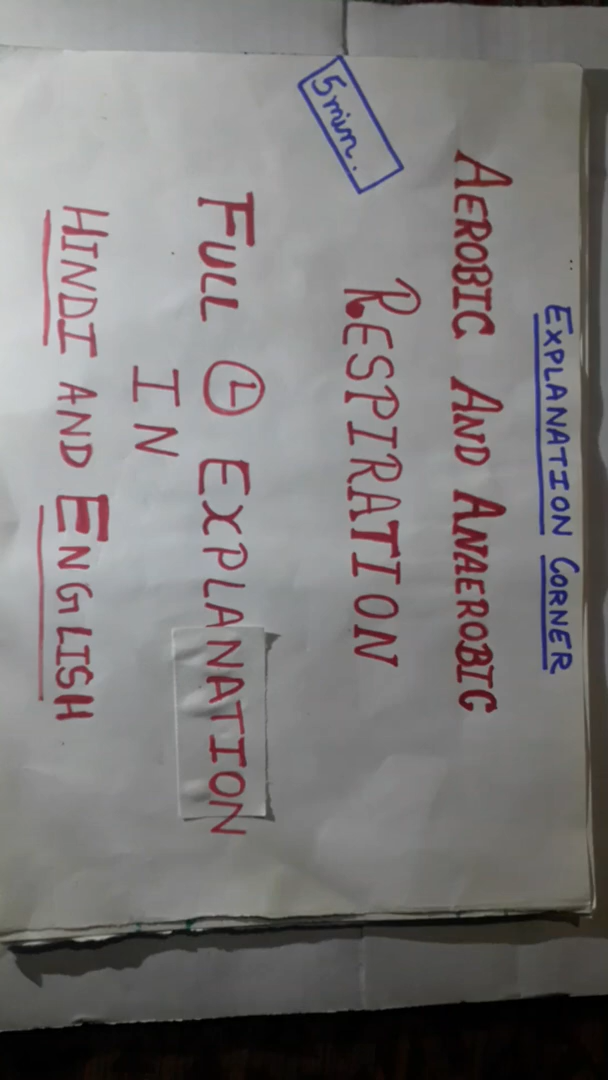 EXPLANATION CORNER
AEROBIC AND ANAEROBIC
5 min.
RESPIRATION
FULL EXPLANATION
IN
HINDI AND ENGLISH